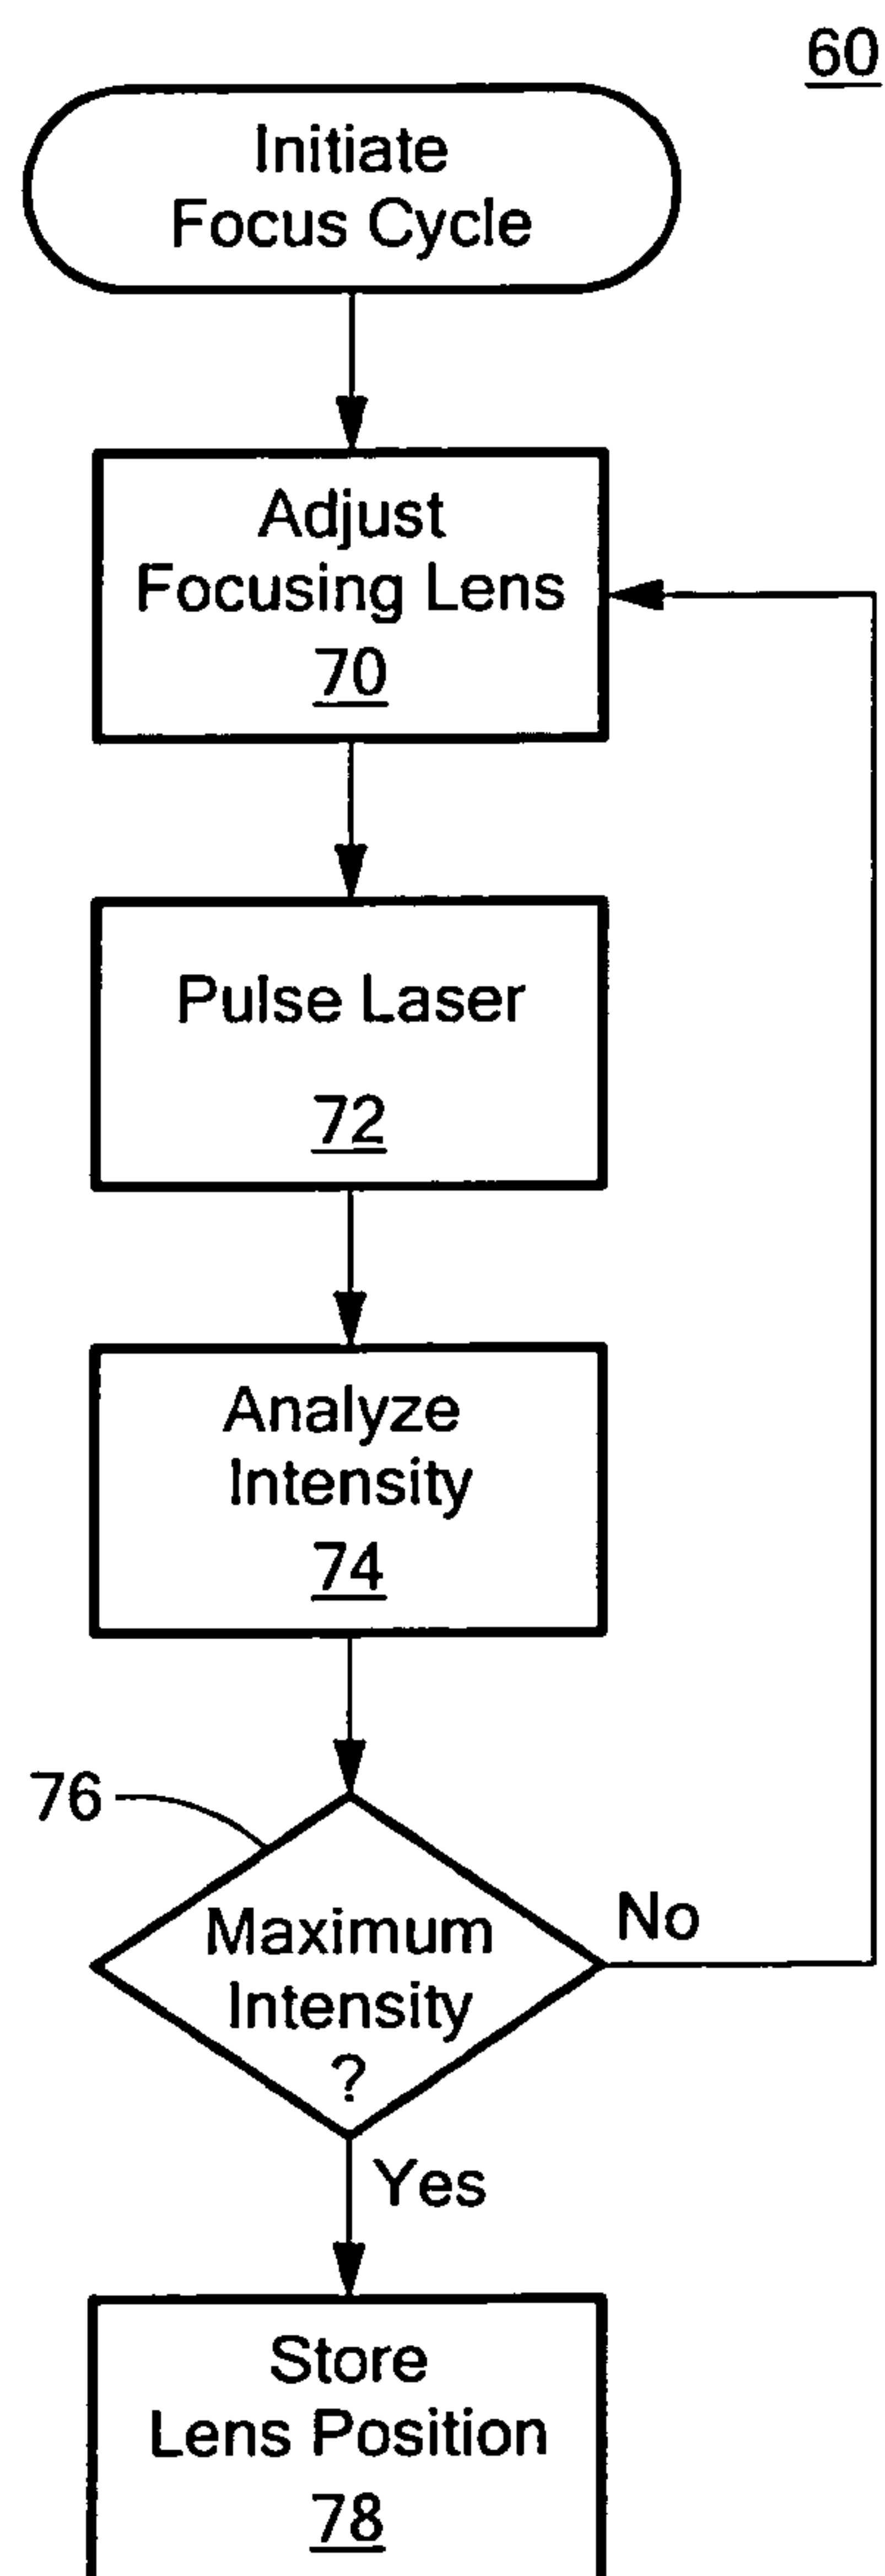 60
Initiate
Focus Cycle
Adjust
Focusing Lens
70
Pulse Laser
72
Analyze
Intensity
74
76
Maximum
Intensity
?
No
Yes
Store
Lens Position
78